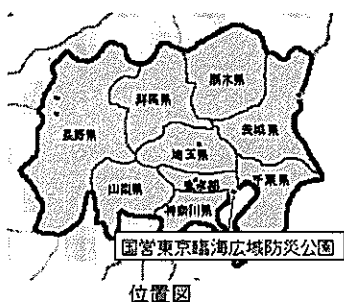 栃木県
群馬県
長野県
茨城県
埼玉県
山梨県
東京都
千葉県
神奈川県
国営東京臨海広域防災公園
位置図